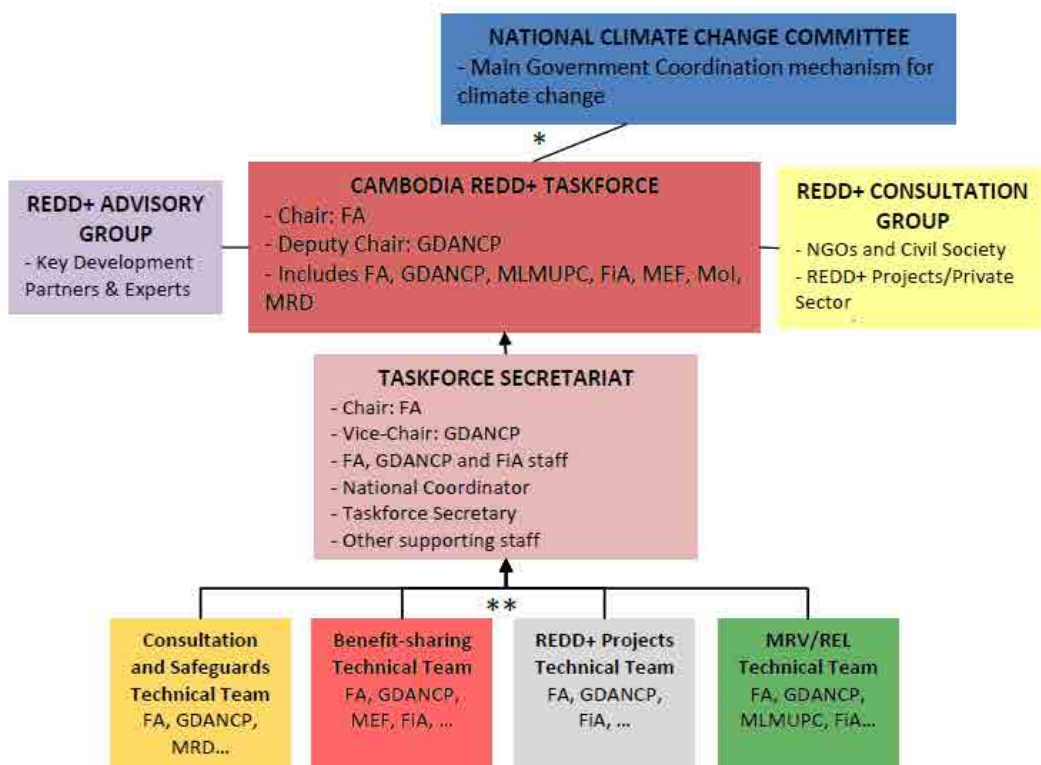 NATIONAL CLIMATE CHANGE COMMITTEE
- Main Government Coordination mechanism for
climate change
*
REDD+ ADVISORY
GROUP
- Key Development
Partners & Experts
CAMBODIA REDD+ TASKFORCE
- Chair: FA
- Deputy Chair: GDANCP
- Includes FA, GDANCP, MLMUPC, FiA, MEF, MoI,
MRD
REDD+ CONSULTATION
GROUP
- NGOs and Civil Society
- REDD+ Projects/Private
Sector
TASKFORCE SECRETARIAT
- Chair: FA
- Vice-Chair: GDANCP
- FA, GDANCP and FiA staff
- National Coordinator
- Taskforce Secretary
- Other supporting staff
**
Consultation
and Safeguards
Technical Team
FA, GDANCP,
MRD...
Benefit-sharing
Technical Team
FA, GDANCP,
MEF, FiA, ...
REDD+ Projects
Technical Team
FA, GDANCP,
FiA, ...
MRV/REL
Technical Team
FA, GDANCP,
MLMUPC, FiA...